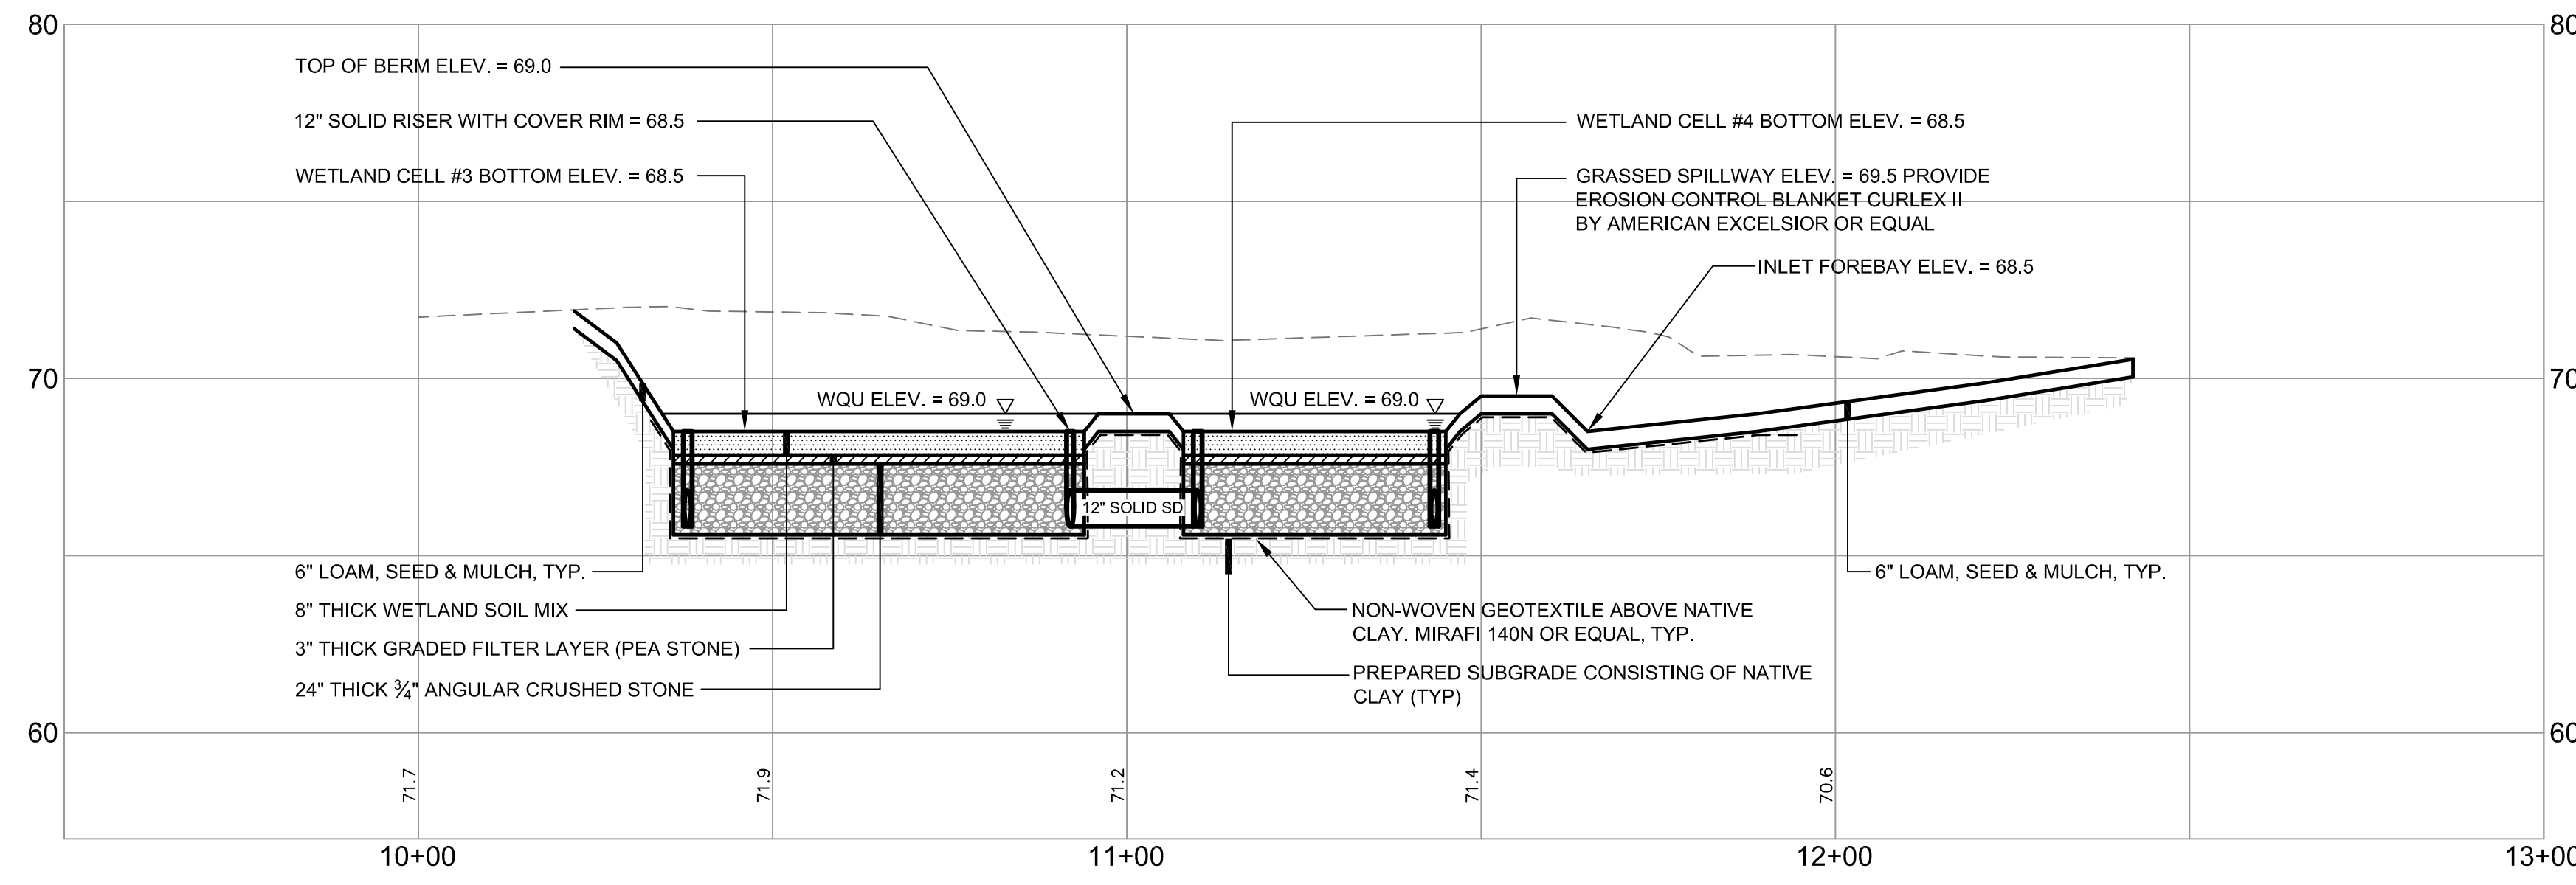 80
80
TOP OF BERM ELEV. = 69.0
12" SOLID RISER WITH COVER RIM = 68.5
WETLAND CELL #3 BOTTOM ELEV. = 68.5
WETLAND CELL #4 BOTTOM ELEV. = 68.5
GRASSED SPILLWAY ELEV. = 69.5 PROVIDE
EROSION CONTROL BLANKET CURLEX II
BY AMERICAN EXCELSIOR OR EQUAL
INLET FOREBAY ELEV. = 68.5
70
70
WQU ELEV. = 69.0
WQU ELEV. = 69.0
12" SOLID SD
6" LOAM, SEED & MULCH, TYP.
8" THICK WETLAND SOIL MIX
3" THICK GRADED FILTER LAYER (PEA STONE)
24" THICK ¾" ANGULAR CRUSHED STONE
6" LOAM, SEED & MULCH, TYP.
NON-WOVEN GEOTEXTILE ABOVE NATIVE
CLAY. MIRAFI 140N OR EQUAL, TYP.
PREPARED SUBGRADE CONSISTING OF NATIVE
CLAY (TYP)
60
60
71.7
71.9
71.2
71.4
70.6
10+00
11+00
12+00
13+00